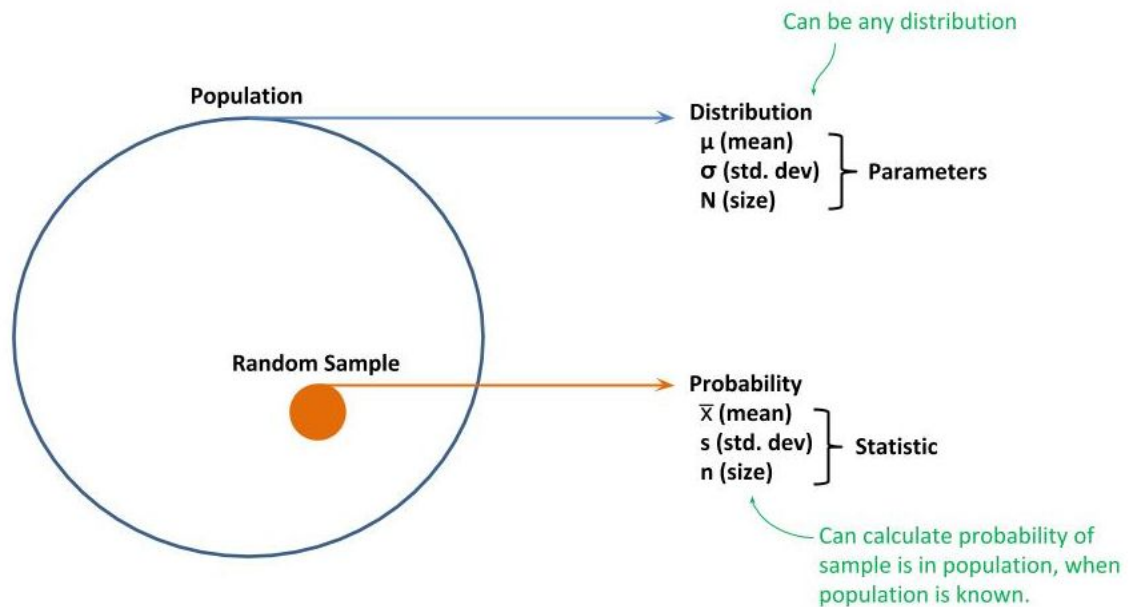 Can be any distribution
Population
Distribution
μ (mean)
σ (std. dev)
N (size)
Parameters
Random Sample
Probability
x̅ (mean)
s (std. dev)
n (size)
Statistic
Can calculate probability of
sample is in population, when
population is known.